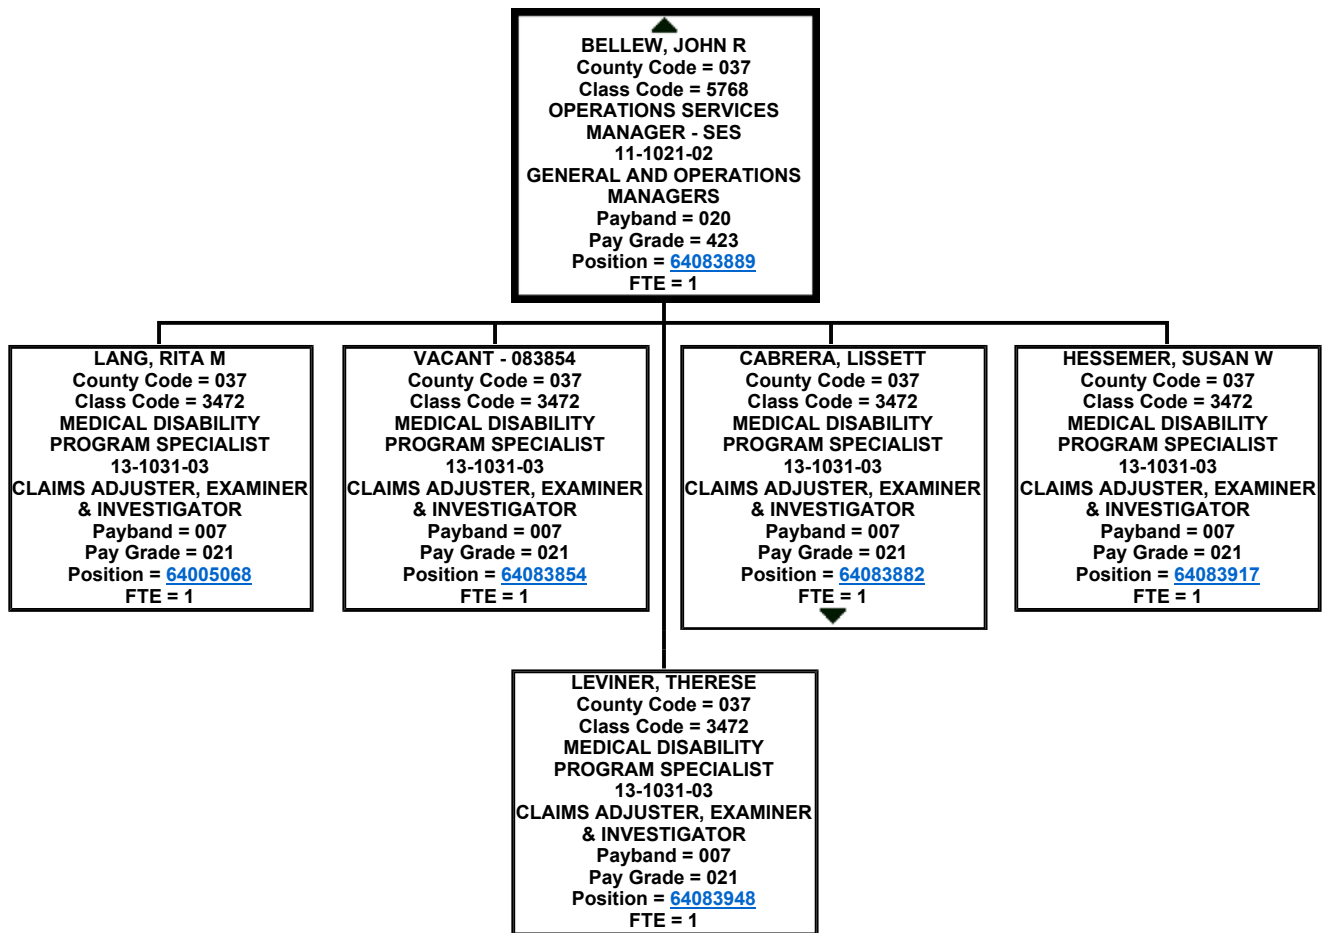 BELLEW, JOHN R
County Code = 037
Class Code = 5768
OPERATIONS SERVICES
MANAGER - SES
11-1021-02
GENERAL AND OPERATIONS
MANAGERS
Payband = 020
Pay Grade = 423
Position = 64083889
FTE = 1
LANG, RITA M
County Code = 037
Class Code = 3472
MEDICAL DISABILITY
PROGRAM SPECIALIST
13-1031-03
CLAIMS ADJUSTER, EXAMINER
& INVESTIGATOR
Payband = 007
Pay Grade = 021
Position = 64005068
FTE = 1
VACANT - 083854
County Code = 037
Class Code = 3472
MEDICAL DISABILITY
PROGRAM SPECIALIST
13-1031-03
CLAIMS ADJUSTER, EXAMINER
& INVESTIGATOR
Payband = 007
Pay Grade = 021
Position = 64083854
FTE = 1
CABRERA, LISSETT
County Code = 037
Class Code = 3472
MEDICAL DISABILITY
PROGRAM SPECIALIST
13-1031-03
CLAIMS ADJUSTER, EXAMINER
& INVESTIGATOR
Payband = 007
Pay Grade = 021
Position = 64083882
FTE = 1
HESSEMER, SUSAN W
County Code = 037
Class Code = 3472
MEDICAL DISABILITY
PROGRAM SPECIALIST
13-1031-03
CLAIMS ADJUSTER, EXAMINER
& INVESTIGATOR
Payband = 007
Pay Grade = 021
Position = 64083917
FTE = 1
LEVINER, THERESE
County Code = 037
Class Code = 3472
MEDICAL DISABILITY
PROGRAM SPECIALIST
13-1031-03
CLAIMS ADJUSTER, EXAMINER
& INVESTIGATOR
Payband = 007
Pay Grade = 021
Position = 64083948
FTE = 1